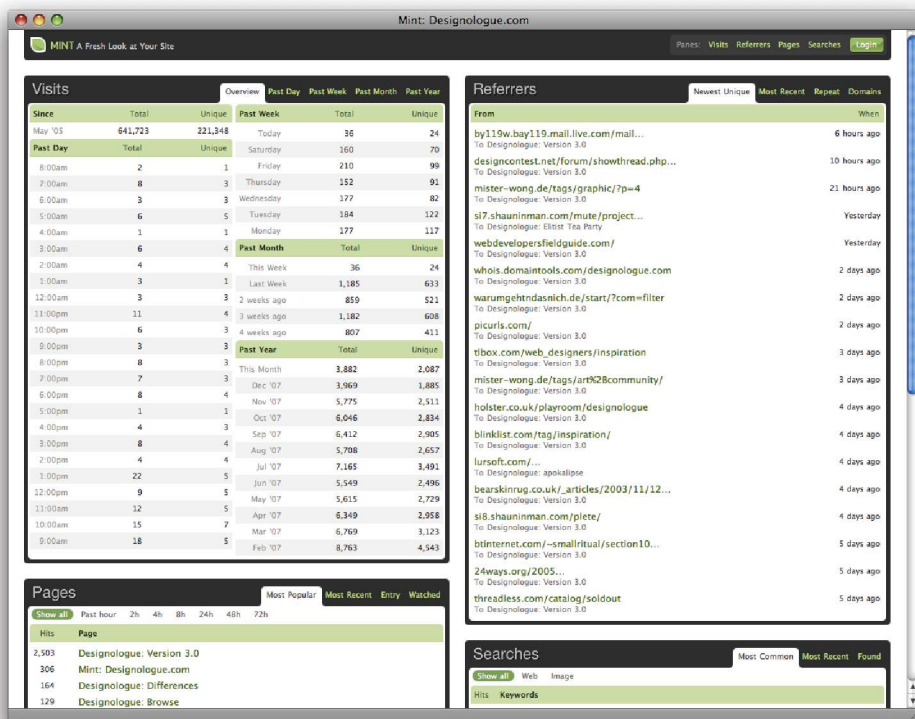 Mint: Designologue.com
MINT A Fresh Look at Your Site
Panes: Visits Referrers Pages Searches Login
Visits
Overview Past Day Past Week Past Month Past Year
Since Total Unique
May '05 641,723 221,348
Past Day Total Unique
8:00am 2 1
7:00am 8 3
6:00am 3 3
5:00am 6 5
4:00am 1 1
3:00am 6 4
2:00am 4 4
1:00am 3 1
12:00am 3 3
11:00pm 11 4
10:00pm 6 3
9:00pm 3 3
8:00pm 8 3
7:00pm 7 3
6:00pm 8 4
5:00pm 1 1
4:00pm 4 3
3:00pm 8 4
2:00pm 4 4
1:00pm 22 5
12:00pm 9 5
11:00am 12 5
10:00am 15 7
9:00am 18 5
Past Week Total Unique
Today 36 24
Saturday 160 70
Friday 210 99
Thursday 152 91
Wednesday 177 82
Tuesday 184 122
Monday 177 117
Past Month Total Unique
This Week 36 24
Last Week 1,185 633
2 weeks ago 859 521
3 weeks ago 1,182 608
4 weeks ago 807 411
Past Year Total Unique
This Month 3,882 2,087
Dec '07 3,969 1,885
Nov '07 5,775 2,511
Oct '07 6,046 2,834
Sep '07 6,412 2,905
Aug '07 5,708 2,657
Jul '07 7,165 3,491
Jun '07 5,549 2,496
May '07 5,615 2,729
Apr '07 6,349 2,958
Mar '07 6,769 3,123
Feb '07 8,763 4,543
Referrers
Newest Unique Most Recent Repeat Domains
From When
by119w.bay119.mail.live.com/mail... 6 hours ago
To Designologue: Version 3.0
designcontest.net/forum/showthread.php... 10 hours ago
To Designologue: Version 3.0
mister-wong.de/tags/graphic/?p=4 21 hours ago
To Designologue: Version 3.0
si7.shauninman.com/mute/project... Yesterday
To Designologue: Elitist Tea Party
webdevelopersfieldguide.com/ Yesterday
To Designologue: Version 3.0
whois.domaintools.com/designologue.com 2 days ago
To Designologue: Version 3.0
warumgehtndasnich.de/start/?com=filter 2 days ago
To Designologue: Version 3.0
picurls.com/ 2 days ago
To Designologue: Version 3.0
tlbox.com/web_designers/inspiration 3 days ago
To Designologue: Version 3.0
mister-wong.de/tags/art%2Bcommunity/ 3 days ago
To Designologue: Version 3.0
holster.co.uk/playroom/designologue 4 days ago
To Designologue: Version 3.0
blinklist.com/tag/inspiration/ 4 days ago
To Designologue: Version 3.0
lursoft.com/... 4 days ago
To Designologue: apokalipse
bearskinrug.co.uk/_articles/2003/11/12... 4 days ago
To Designologue: Version 3.0
si8.shauninman.com/plete/ 4 days ago
To Designologue: Version 3.0
btinternet.com/~smallritual/section10... 5 days ago
To Designologue: Version 3.0
24ways.org/2005... 5 days ago
To Designologue: Version 3.0
threadless.com/catalog/soldout 5 days ago
To Designologue: Version 3.0
Pages
Most Popular Most Recent Entry Watched
Show all Past hour 2h 4h 8h 24h 48h 72h
Hits Page
2,503 Designologue: Version 3.0
306 Mint: Designologue.com
164 Designologue: Differences
129 Designologue: Browse
Searches
Most Common Most Recent Found
Show all Web Image
Hits Keywords